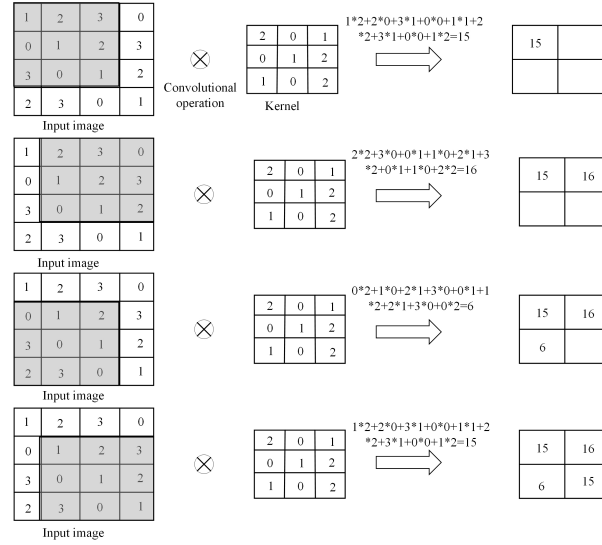 1 2 3 0
0 1 2 3
3 0 1 2
2 3 0 1
Input image
Convolutional
operation
2 0 1
0 1 2
1 0 2
Kernel
1*2+2*0+3*1+0*0+1*1+2
*2+3*1+0*0+1*2=15
15
1 2 3 0
0 1 2 3
3 0 1 2
2 3 0 1
Input image
2 0 1
0 1 2
1 0 2
2*2+3*0+0*1+1*0+2*1+3
*2+0*1+1*0+2*2=16
15 16
1 2 3 0
0 1 2 3
3 0 1 2
2 3 0 1
Input image
2 0 1
0 1 2
1 0 2
0*2+1*0+2*1+3*0+0*1+1
*2+2*1+3*0+0*2=6
15 16
6
1 2 3 0
0 1 2 3
3 0 1 2
2 3 0 1
Input image
2 0 1
0 1 2
1 0 2
1*2+2*0+3*1+0*0+1*1+2
*2+3*1+0*0+1*2=15
15 16
6 15